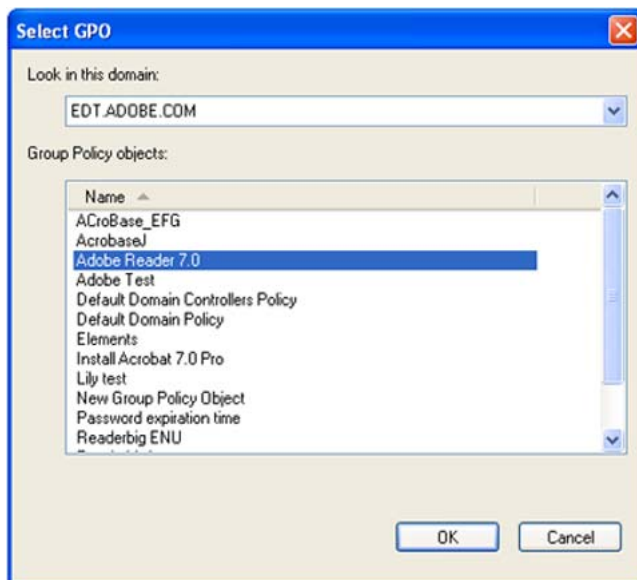 Select GPO
Look in this domain:
EDT.ADOBE.COM
Group Policy objects:
Name
ACroBase_EFG
AcrobaseJ
Adobe Reader 7.0
Adobe Test
Default Domain Controllers Policy
Default Domain Policy
Elements
Install Acrobat 7.0 Pro
Lily test
New Group Policy Object
Password expiration time
Readerbig ENU
OK Cancel